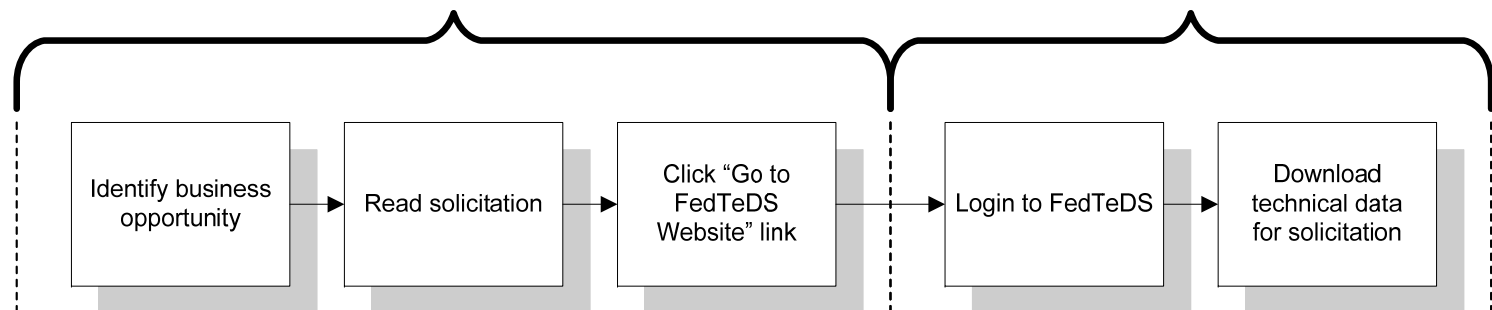 Identify business
opportunity
Read solicitation
Click “Go to
FedTeDS
Website” link
Login to FedTeDS
Download
technical data
for solicitation